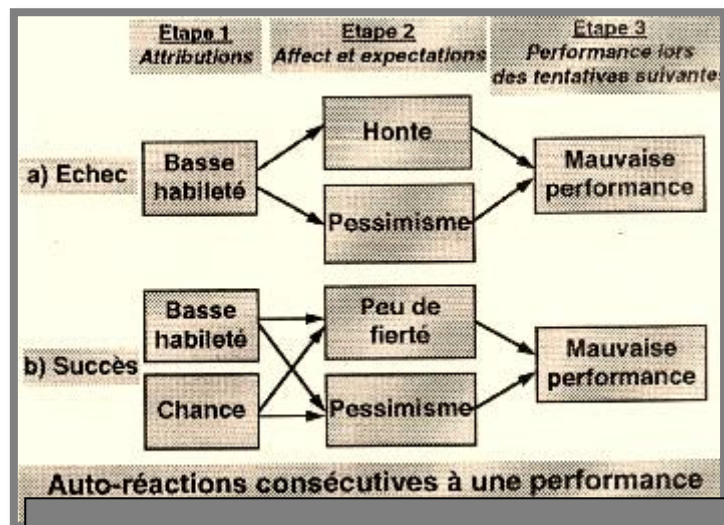 Etape 1
Attributions
Etape 2
Affect et expectations
Etape 3
Performance lors
des tentatives suivantes
a) Echec
Basse
habileté
Honte
Pessimisme
Mauvaise
performance
b) Succès
Basse
habileté
Chance
Peu de
fierté
Pessimisme
Mauvaise
performance
Auto-réactions consécutives à une performance